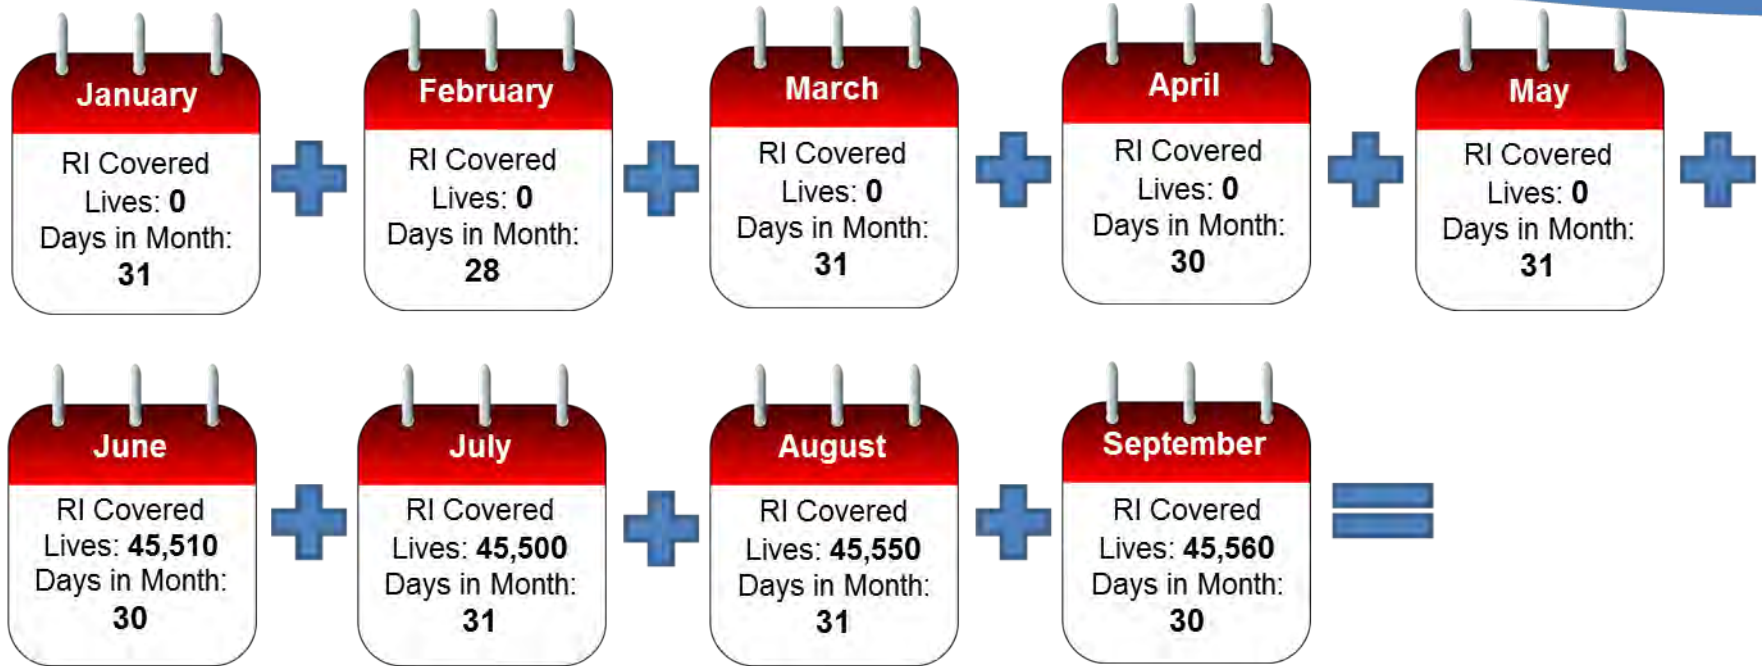 January
RI Covered
Lives: 0
Days in Month:
31
February
RI Covered
Lives: 0
Days in Month:
28
March
RI Covered
Lives: 0
Days in Month:
31
April
RI Covered
Lives: 0
Days in Month:
30
May
RI Covered
Lives: 0
Days in Month:
31
June
RI Covered
Lives: 45,510
Days in Month:
30
July
RI Covered
Lives: 45,500
Days in Month:
31
August
RI Covered
Lives: 45,550
Days in Month:
31
September
RI Covered
Lives: 45,560
Days in Month:
30